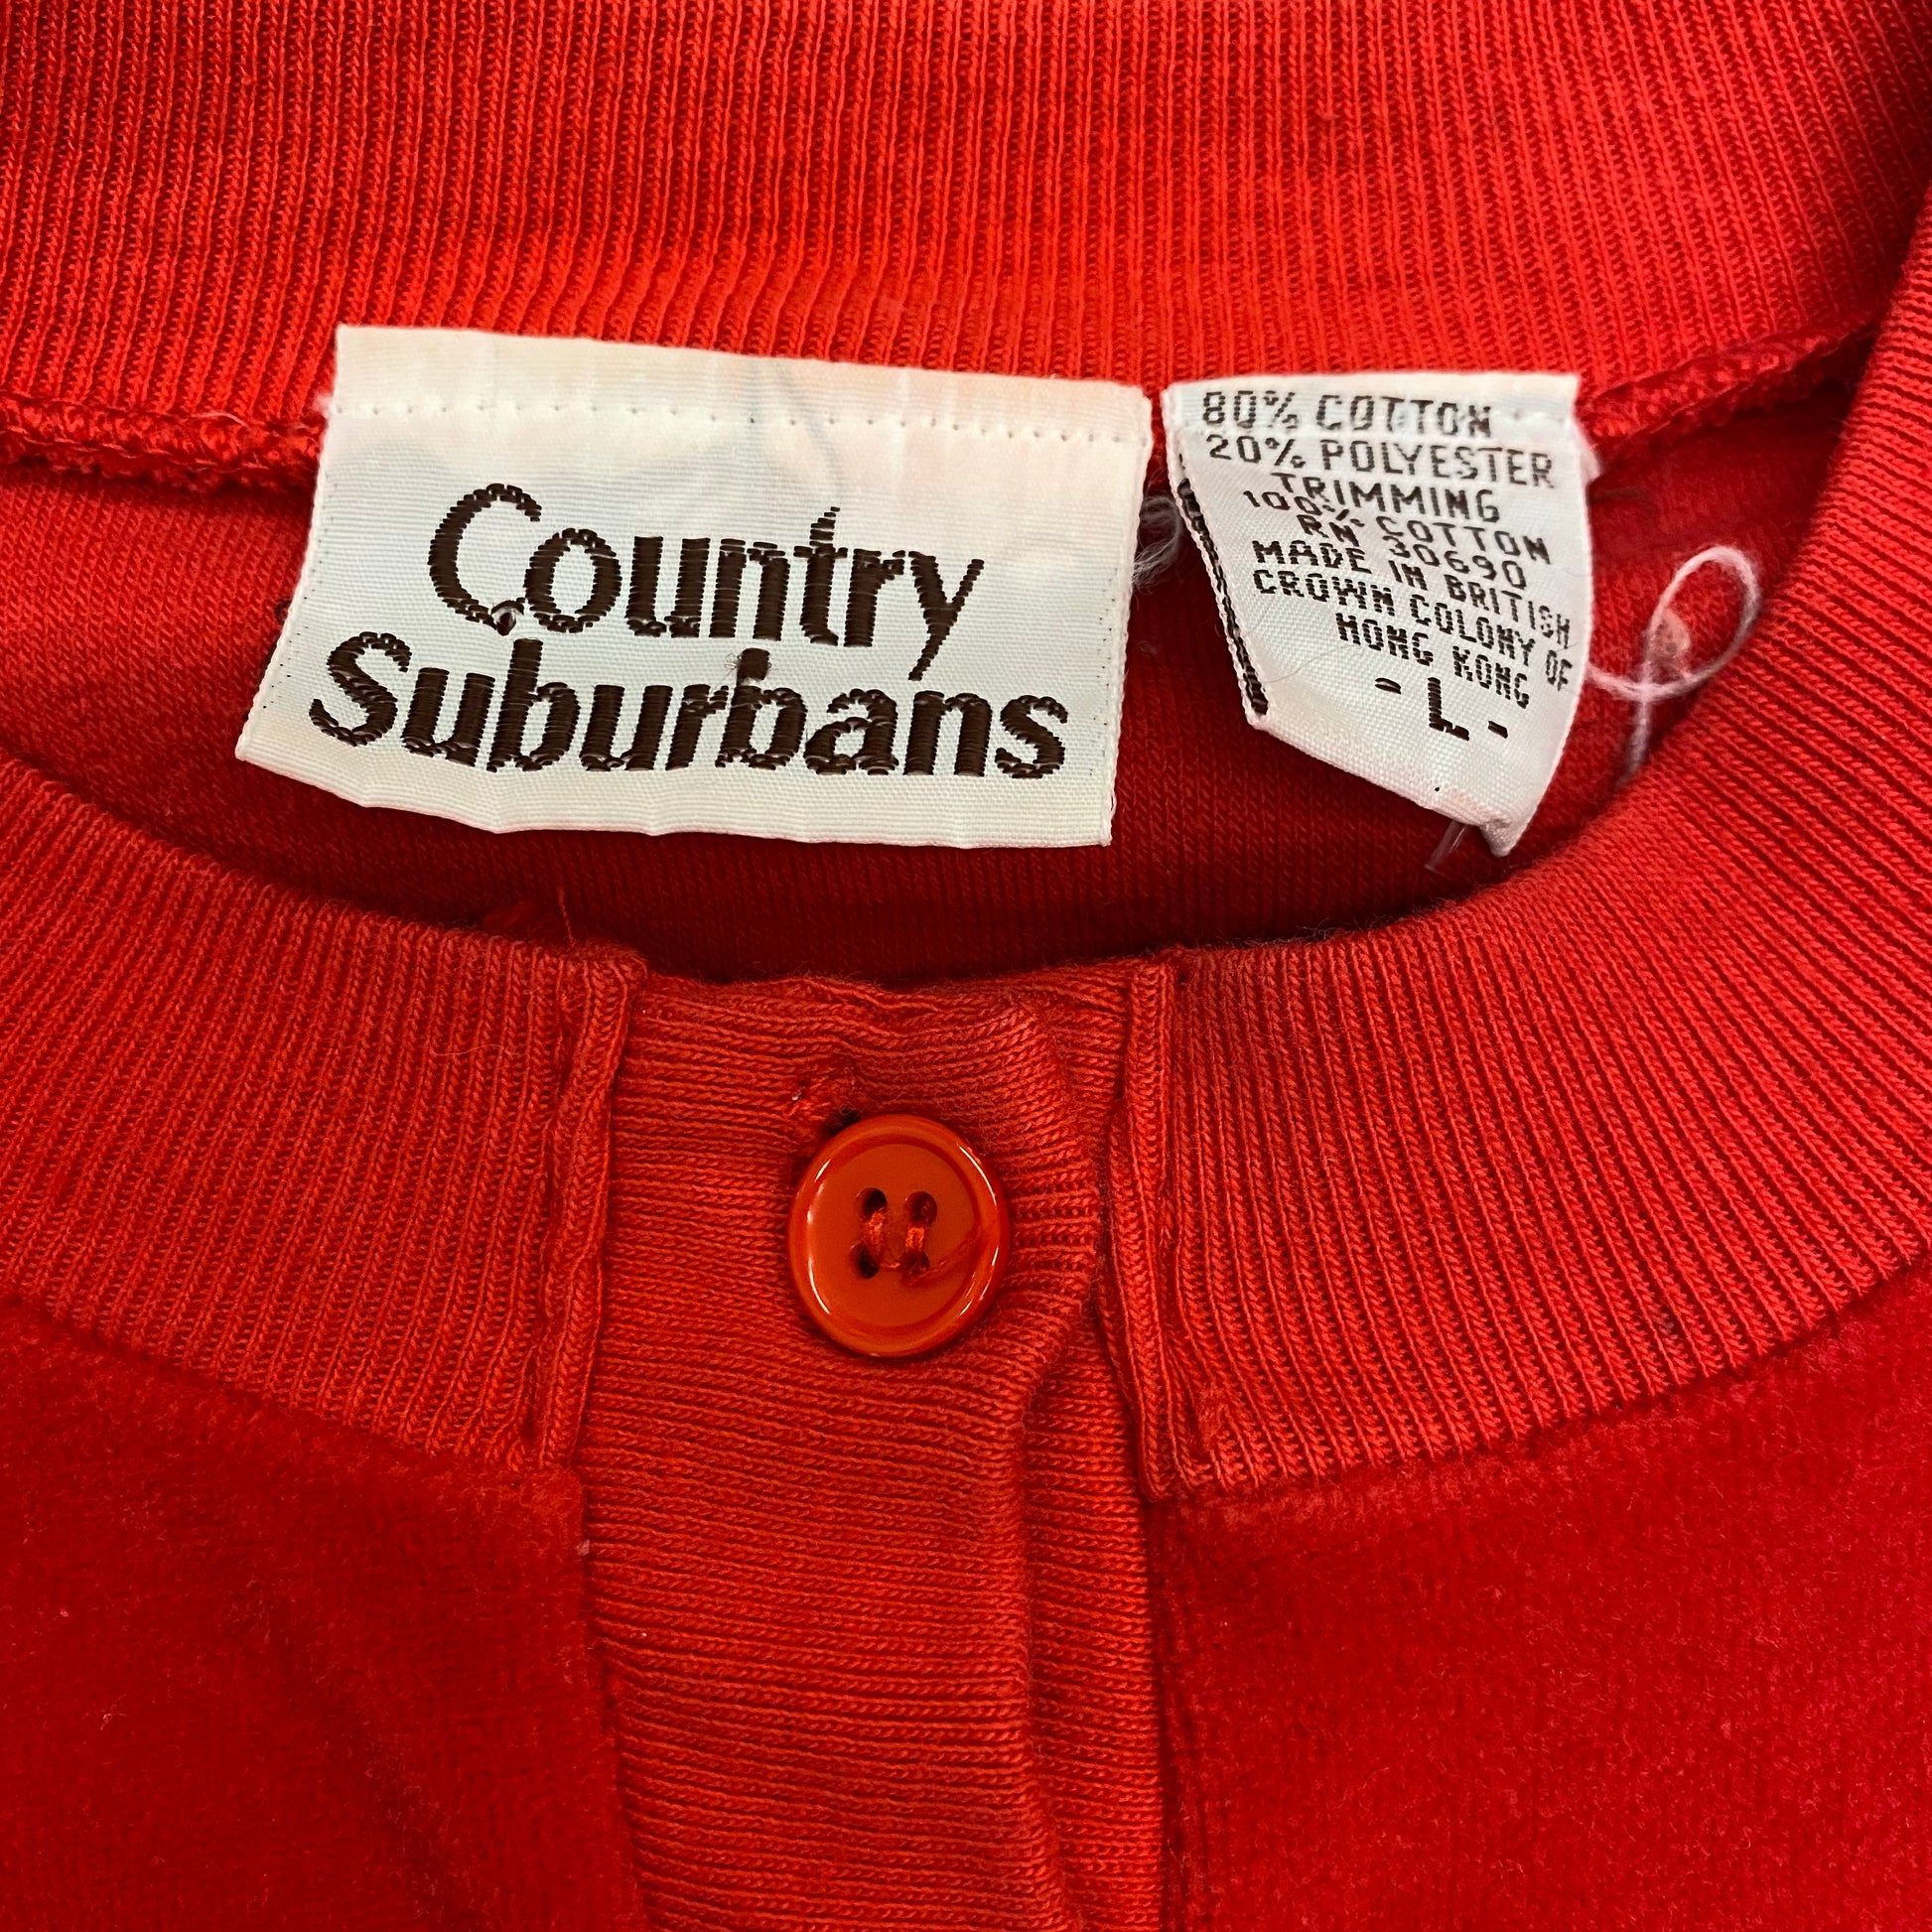 Country
Suburbans
80% COTTON
20% POLYESTER
TRIMMING
100% COTTON
RN 30690
MADE IN BRITISH
CROWN COLONY OF
HONG KONG
- L -